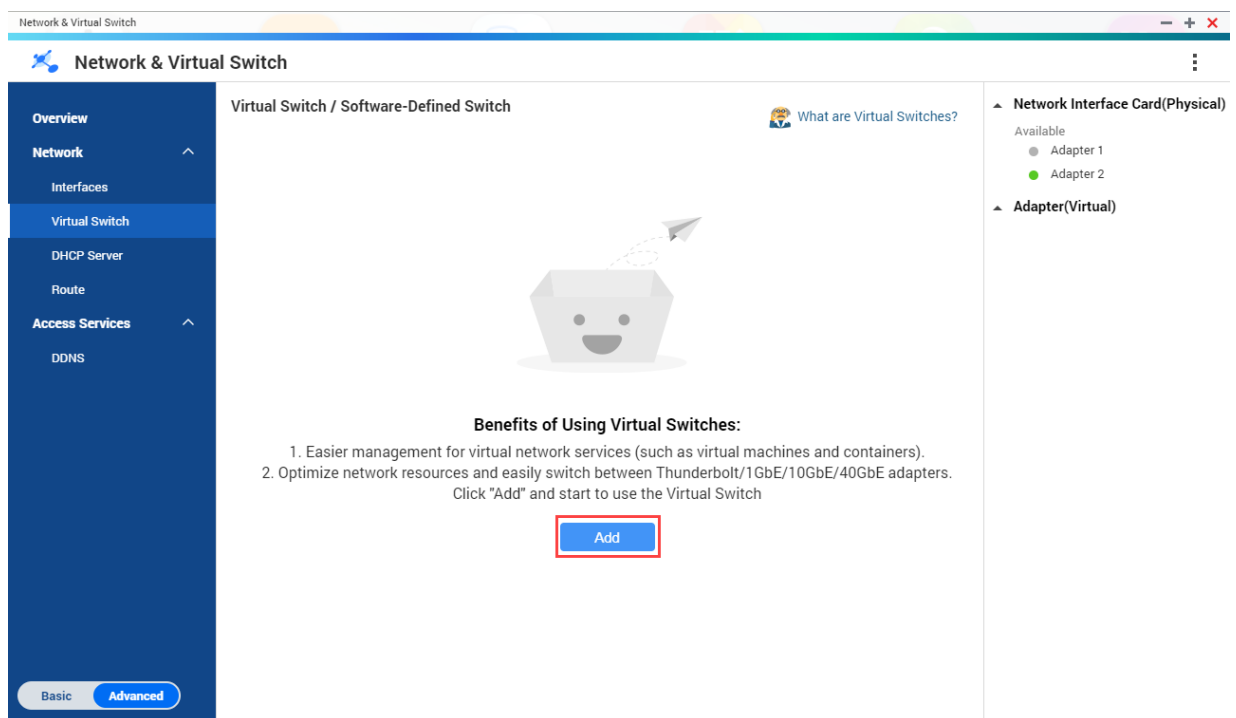 Network & Virtual Switch
Network & Virtual Switch
Overview
Network
Interfaces
Virtual Switch
DHCP Server
Route
Access Services
DDNS
Basic
Advanced
Virtual Switch / Software-Defined Switch
What are Virtual Switches?
Benefits of Using Virtual Switches:
1. Easier management for virtual network services (such as virtual machines and containers).
2. Optimize network resources and easily switch between Thunderbolt/1GbE/10GbE/40GbE adapters.
Click "Add" and start to use the Virtual Switch
Add
Network Interface Card(Physical)
Available
Adapter 1
Adapter 2
Adapter(Virtual)